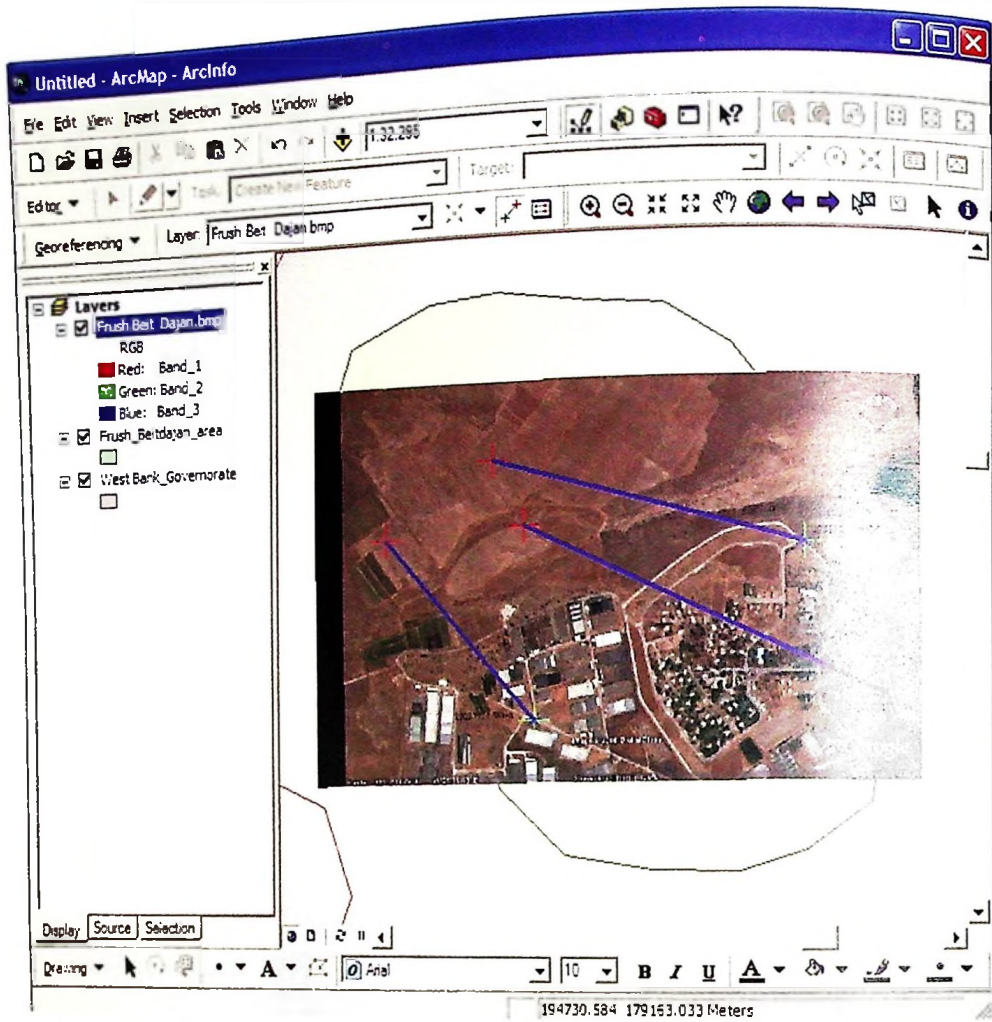 Untitled - ArcMap - ArcInfo
File Edit View Insert Selection Tools Window Help
1:32.295
Editor Task: Create New Feature Target:
Georeferencing Layer: Frush Beit Dajan.bmp
Layers
Frush Beit Dajan.bmp
RGB
Red: Band_1
Green: Band_2
Blue: Band_3
Frush_Beitdajan_area
West Bank_Governorate
Display Source Selection
Drawing A Arial 10 B I U A
194730.584 179163.033 Meters